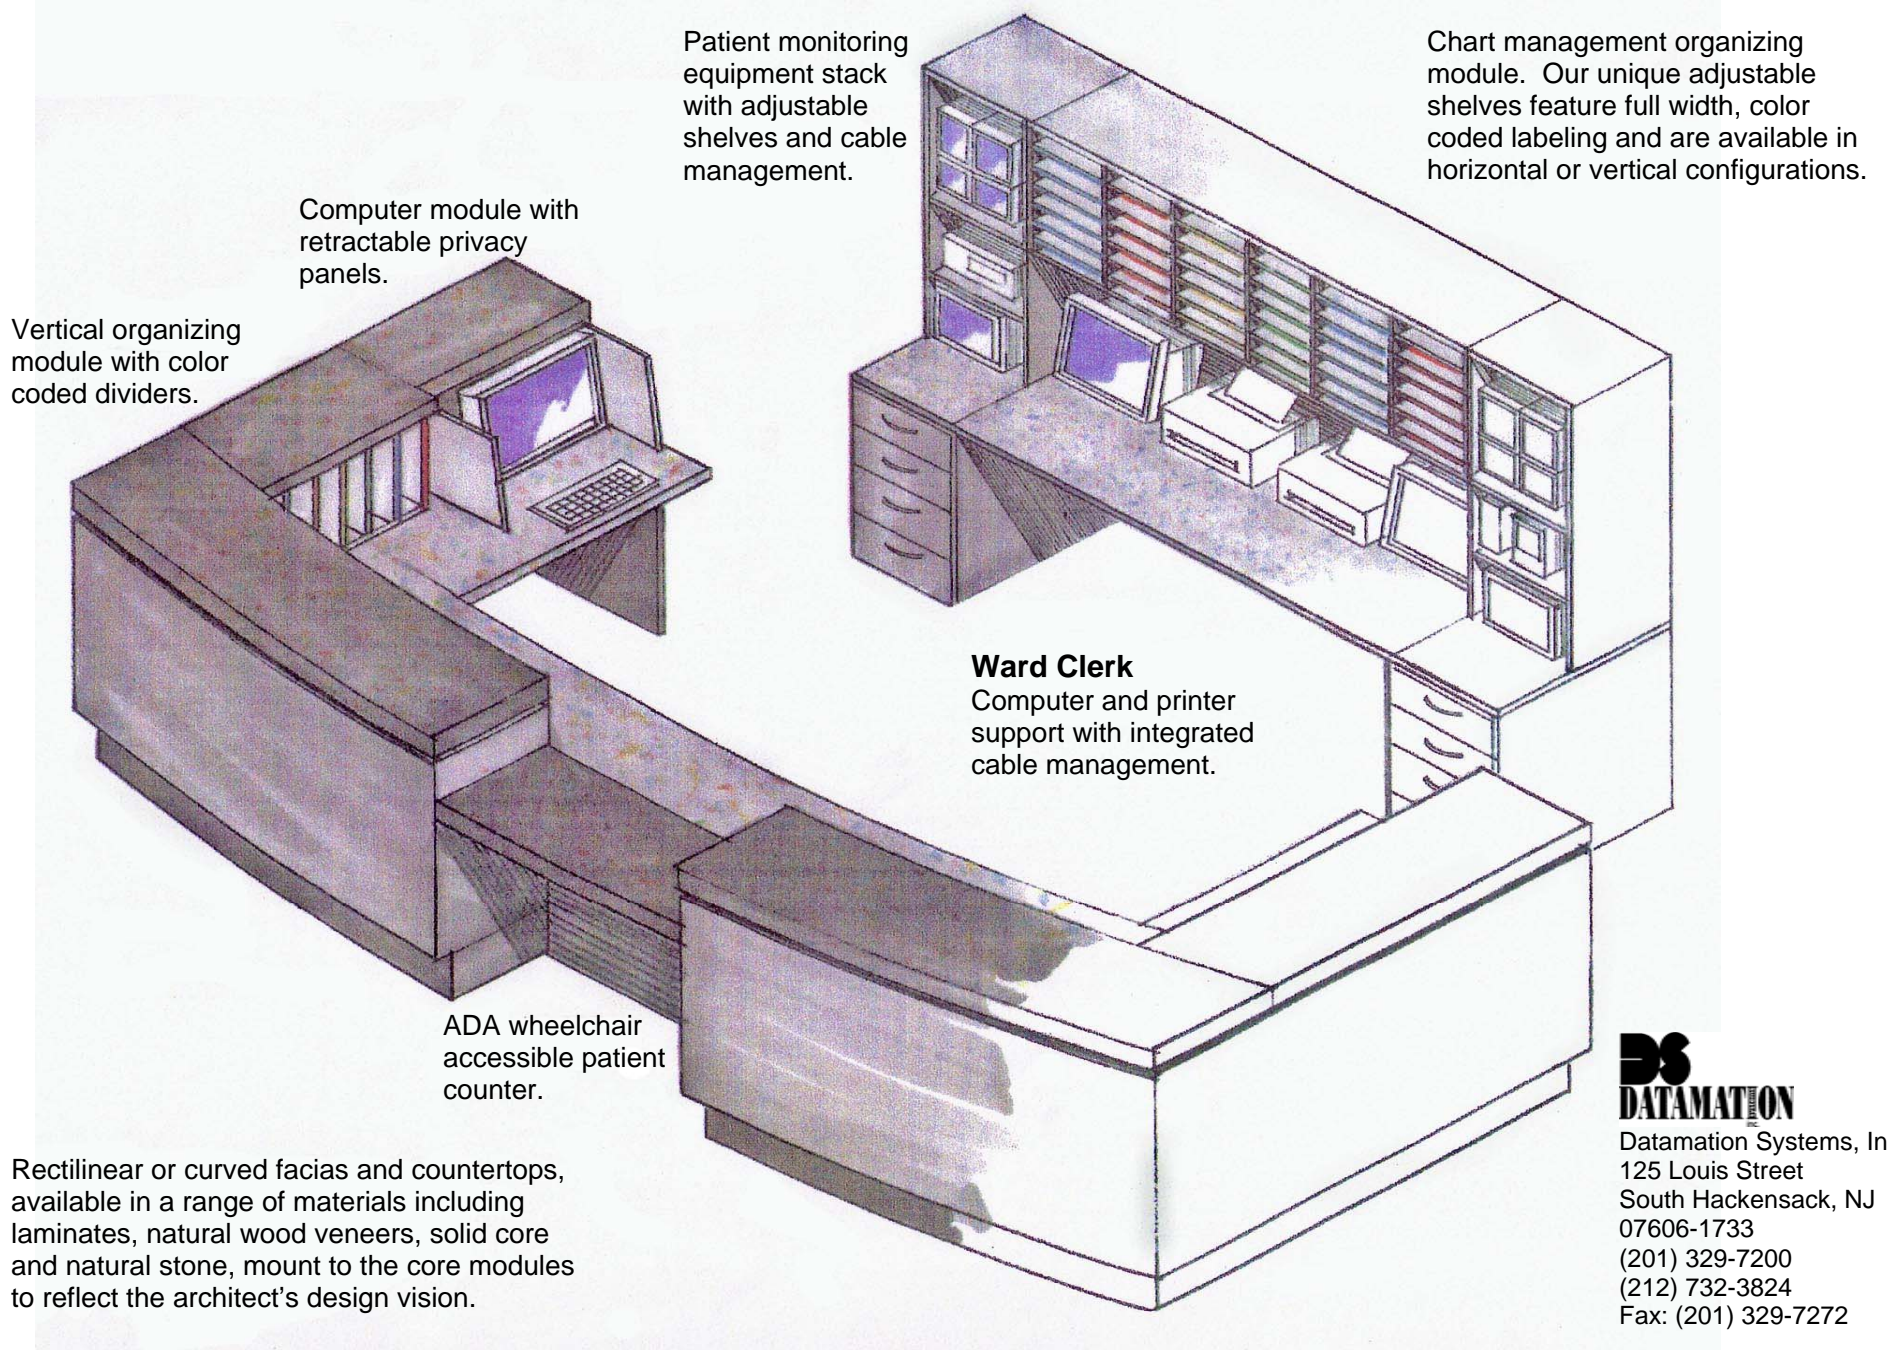 Patient monitoring
equipment stack
with adjustable
shelves and cable
management.
Chart management organizing
module.  Our unique adjustable
shelves feature full width, color
coded labeling and are available in
horizontal or vertical configurations.
Computer module with
retractable privacy
panels.
Vertical organizing
module with color
coded dividers.
Ward Clerk
Computer and printer
support with integrated
cable management.
ADA wheelchair
accessible patient
counter.
Rectilinear or curved facias and countertops,
available in a range of materials including
laminates, natural wood veneers, solid core
and natural stone, mount to the core modules
to reflect the architect's design vision.
DS
DATAMATION
Datamation Systems, In
125 Louis Street
South Hackensack, NJ
07606-1733
(201) 329-7200
(212) 732-3824
Fax: (201) 329-7272